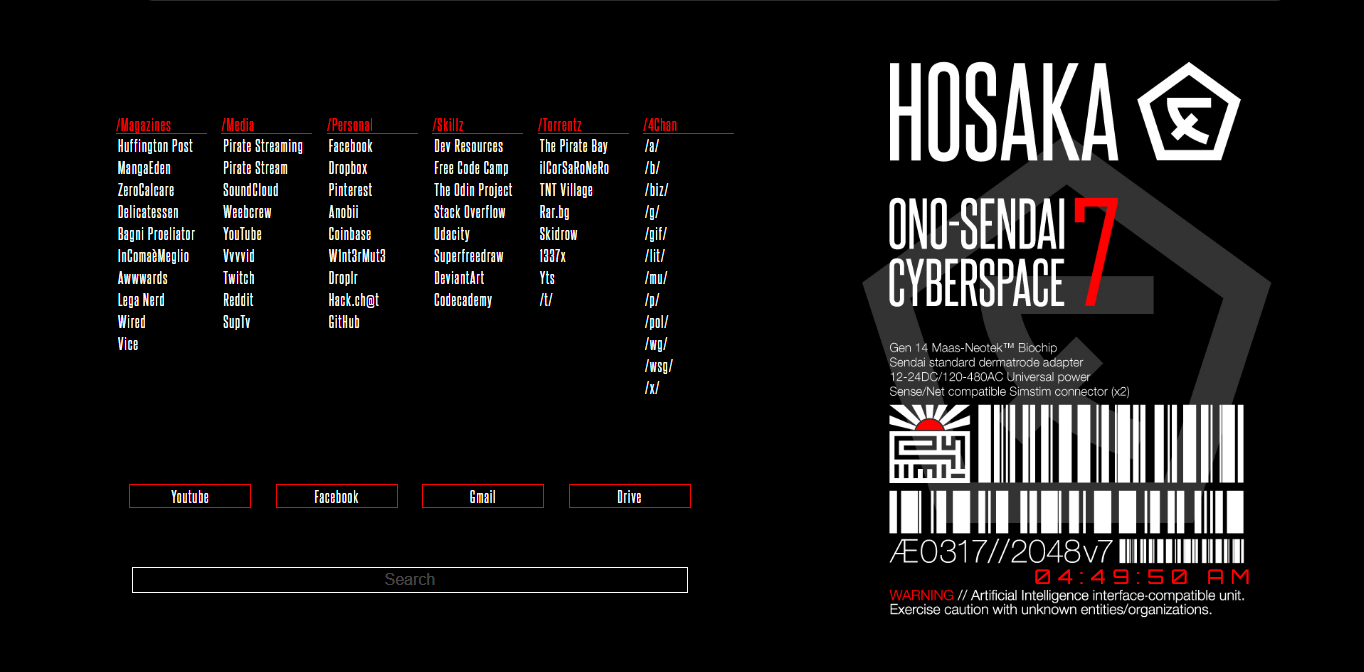 /Magazines
Huffington Post
MangaEden
ZeroCalcare
Delicatessen
Bagni Proeliator
InComaèMeglio
Awwwards
Lega Nerd
Wired
Vice
/Media
Pirate Streaming
Pirate Stream
SoundCloud
Weebcrew
YouTube
Vvvvid
Twitch
Reddit
SupTv
/Personal
Facebook
Dropbox
Pinterest
Anobii
Coinbase
W1nt3rMut3
Droplr
Hack.ch@t
GitHub
/Skillz
Dev Resources
Free Code Camp
The Odin Project
Stack Overflow
Udacity
Superfreedraw
DeviantArt
Codecademy
/Torrentz
The Pirate Bay
ilCorSaRoNeRo
TNT Village
Rar.bg
Skidrow
1337x
Yts
/t/
/4Chan
/a/
/b/
/biz/
/g/
/gif/
/lit/
/mu/
/p/
/pol/
/wg/
/wsg/
/x/
Youtube
Facebook
Gmail
Drive
Search
HOSAKA
ONO-SENDAI 7
CYBERSPACE
Gen 14 Maas-Neotek™ Biochip
Sendai standard dermatrode adapter
12-24DC/120-480AC Universal power
Sense/Net compatible Simstim connector (x2)
Æ0317//2048v7
04:49:50 AM
WARNING // Artificial Intelligence interface-compatible unit.
Exercise caution with unknown entities/organizations.